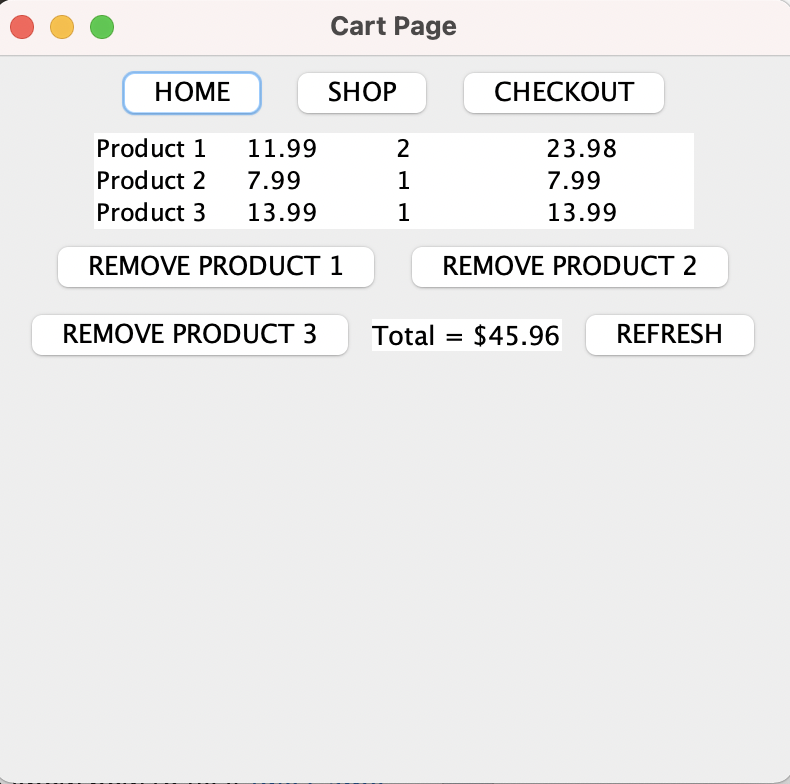 Cart Page
HOME SHOP CHECKOUT
Product 1 11.99 2 23.98
Product 2 7.99 1 7.99
Product 3 13.99 1 13.99
REMOVE PRODUCT 1 REMOVE PRODUCT 2
REMOVE PRODUCT 3 Total = $45.96 REFRESH